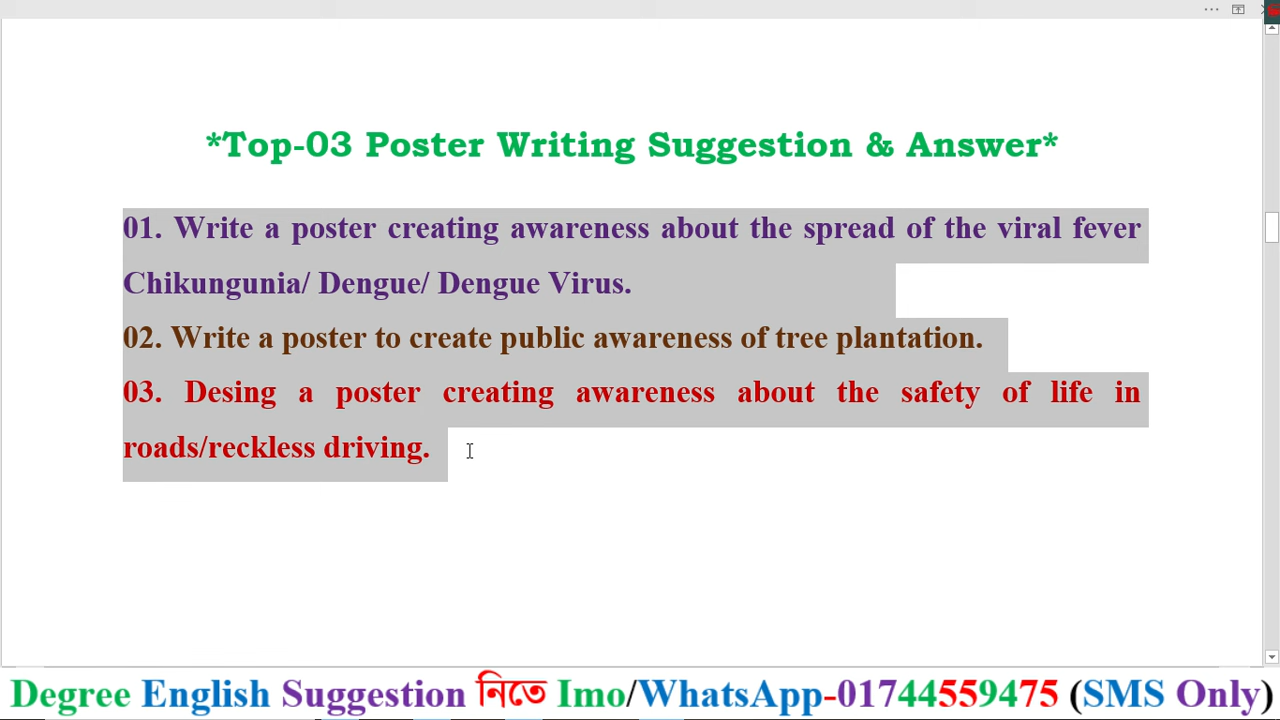 *Top-03 Poster Writing Suggestion & Answer*
01. Write a poster creating awareness about the spread of the viral fever
Chikungunia/ Dengue/ Dengue Virus.
02. Write a poster to create public awareness of tree plantation.
03. Desing a poster creating awareness about the safety of life in
roads/reckless driving.
Degree English Suggestion নিতে Imo/WhatsApp-01744559475 (SMS Only)